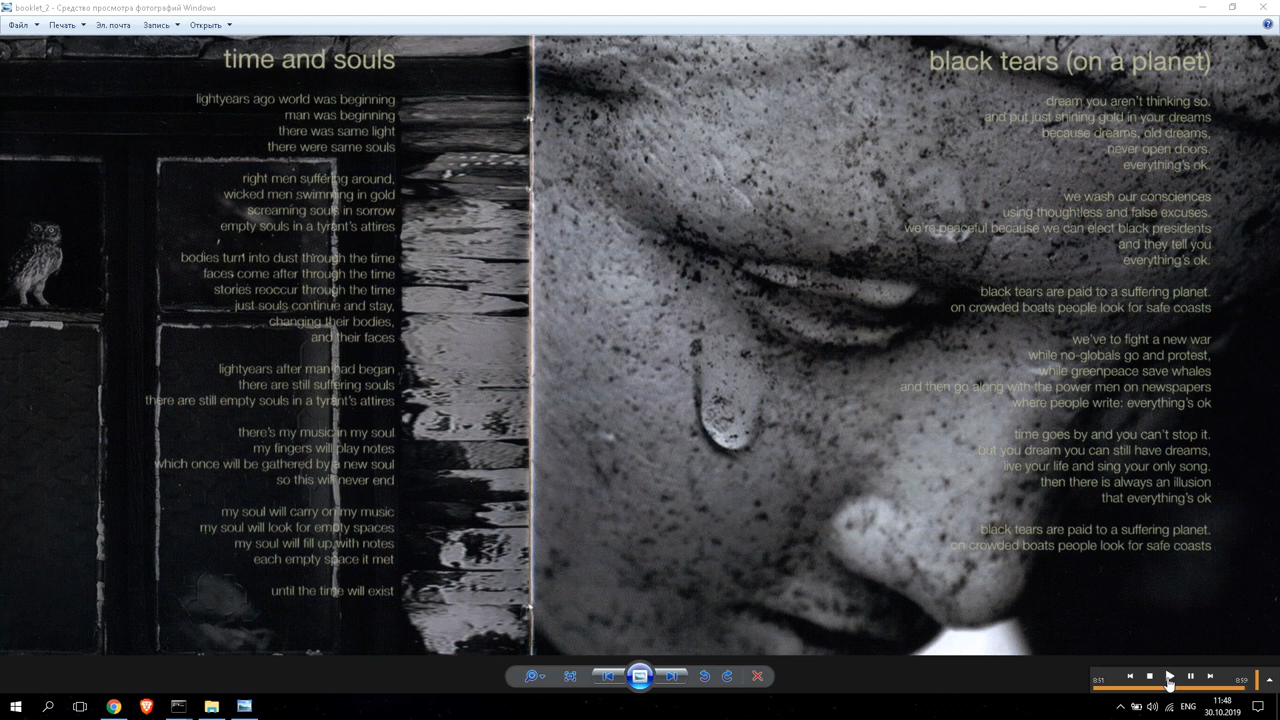 booklet_2 - Средство просмотра фотографий Windows
Файл Печать Эл. почта Запись Открыть
time and souls
lightyears ago world was beginning
man was beginning
there was same light
there were same souls
right men suffering around,
wicked men swimming in gold
screaming souls in sorrow
empty souls in a tyrant's attires
bodies turn into dust through the time
faces come after through the time
stories reoccur through the time
just souls continue and stay,
changing their bodies,
and their faces
lightyears after man had began
there are still suffering souls
there are still empty souls in a tyrant's attires
there's my music in my soul
my fingers will play notes
which once will be gathered by a new soul
so this will never end
my soul will carry on my music
my soul will look for empty spaces
my soul will fill up with notes
each empty space it met
until the time will exist
black tears (on a planet)
dream you aren't thinking so.
and put just shining gold in your dreams
because dreams, old dreams,
never open doors.
everything's ok.
we wash our consciences
using thoughtless and false excuses.
we're peaceful because we can elect black presidents
and they tell you
everything's ok.
black tears are paid to a suffering planet.
on crowded boats people look for safe coasts
we've to fight a new war
while no-globals go and protest,
while greenpeace save whales
and then go along with the power men on newspapers
where people write: everything's ok
time goes by and you can't stop it.
but you dream you can still have dreams,
live your life and sing your only song.
then there is always an illusion
that everything's ok
black tears are paid to a suffering planet.
on crowded boats people look for safe coasts
8:51 8:59
ENG
11:48
30.10.2019